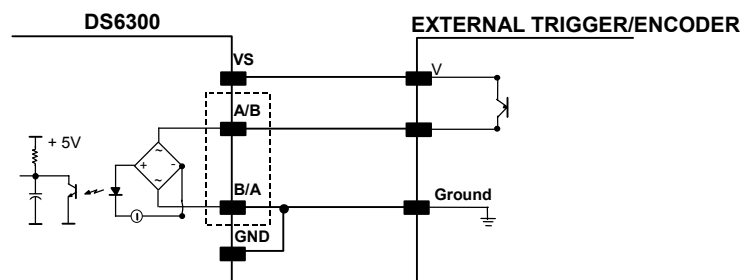 DS6300
EXTERNAL TRIGGER/ENCODER
VS
V
A/B
+ 5V
~
+
-
~
I
B/A
Ground
GND